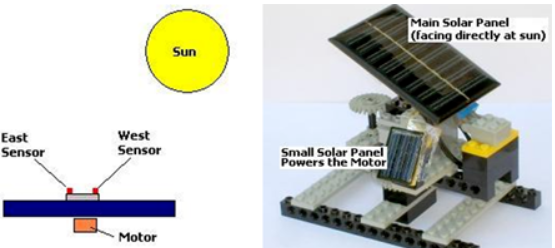 Sun
East
Sensor
West
Sensor
Motor
Main Solar Panel
(facing directly at sun)
Small Solar Panel
Powers the Motor